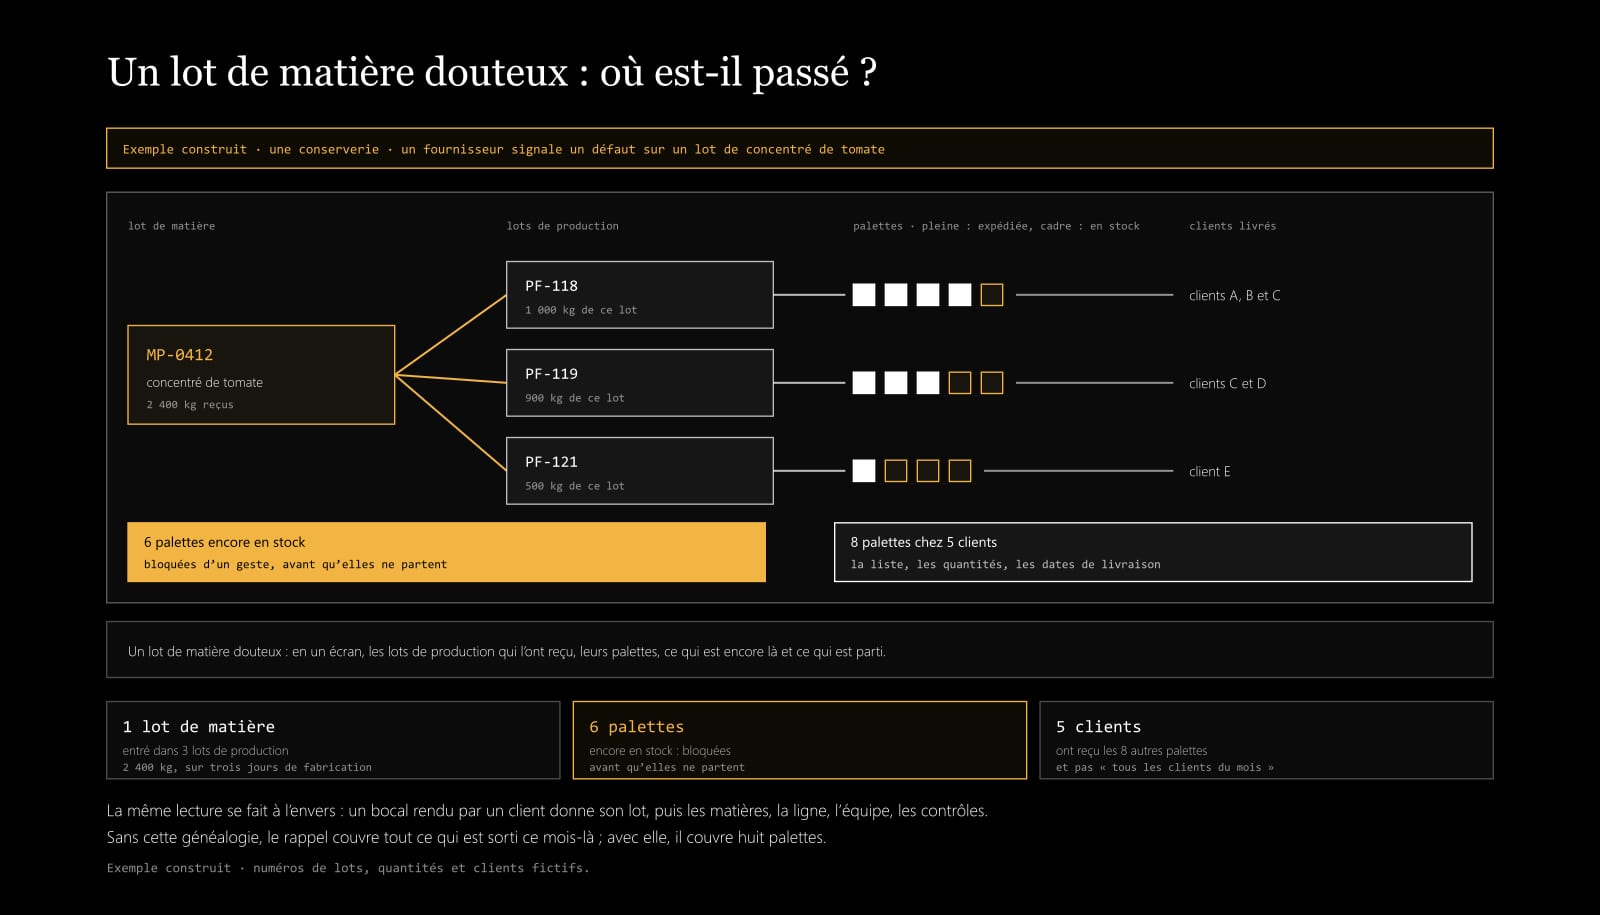 Un lot de matière douteux : où est-il passé ?
Exemple construit · une conserverie · un fournisseur signale un défaut sur un lot de concentré de tomate
lot de matière
lots de production
palettes · pleine : expédiée, cadre : en stock
clients livrés
MP-0412
concentré de tomate
2 400 kg reçus
PF-118
1 000 kg de ce lot
clients A, B et C
PF-119
900 kg de ce lot
clients C et D
PF-121
500 kg de ce lot
client E
6 palettes encore en stock
bloquées d’un geste, avant qu’elles ne partent
8 palettes chez 5 clients
la liste, les quantités, les dates de livraison
Un lot de matière douteux : en un écran, les lots de production qui l’ont reçu, leurs palettes, ce qui est encore là et ce qui est parti.
1 lot de matière
entré dans 3 lots de production
2 400 kg, sur trois jours de fabrication
6 palettes
encore en stock : bloquées
avant qu’elles ne partent
5 clients
ont reçu les 8 autres palettes
et pas « tous les clients du mois »
La même lecture se fait à l’envers : un bocal rendu par un client donne son lot, puis les matières, la ligne, l’équipe, les contrôles.
Sans cette généalogie, le rappel couvre tout ce qui est sorti ce mois-là ; avec elle, il couvre huit palettes.
Exemple construit · numéros de lots, quantités et clients fictifs.